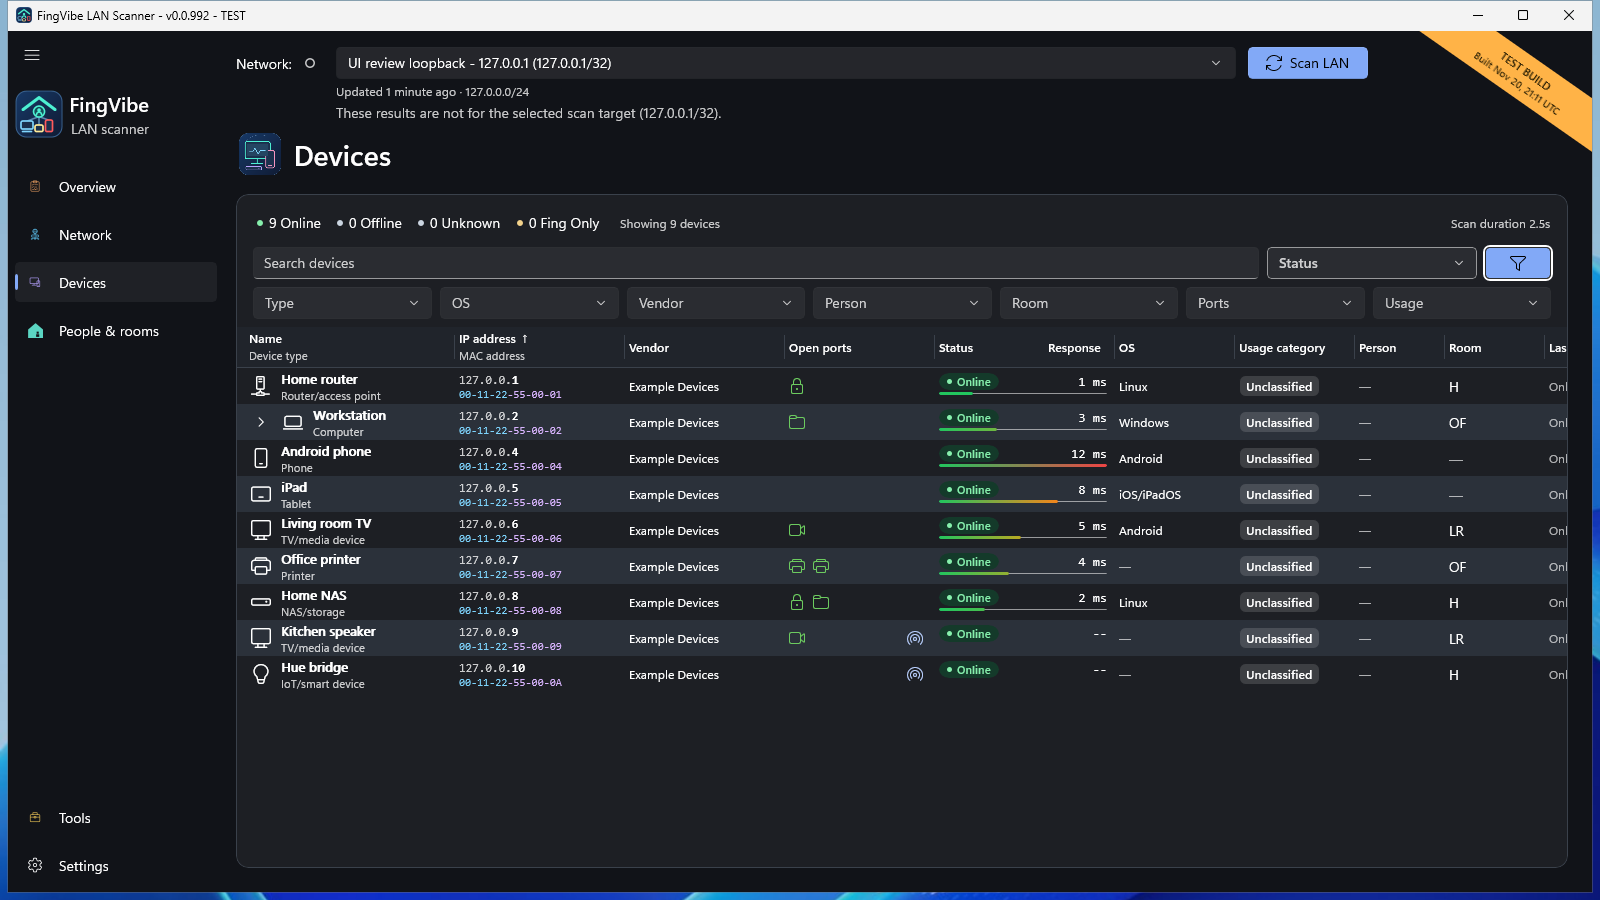 FingVibe LAN Scanner - v0.0.992 - TEST
Network:
UI review loopback - 127.0.0.1 (127.0.0.1/32)
Scan LAN
TEST BUILD
Built Nov 20, 21:11 UTC
Updated 1 minute ago · 127.0.0.0/24
These results are not for the selected scan target (127.0.0.1/32).
FingVibe
LAN scanner
Overview
Network
Devices
People & rooms
Tools
Settings
Devices
9 Online 0 Offline 0 Unknown 0 Fing Only Showing 9 devices Scan duration 2.5s
Search devices Status
Type OS Vendor Person Room Ports Usage
Name IP address ↑ Vendor Open ports Status Response OS Usage category Person Room Las
Device type MAC address
Home router 127.0.0.1 Example Devices Online 1 ms Linux Unclassified — H Onl
Router/access point 00-11-22-55-00-01
Workstation 127.0.0.2 Example Devices Online 3 ms Windows Unclassified — OF Onl
Computer 00-11-22-55-00-02
Android phone 127.0.0.4 Example Devices Online 12 ms Android Unclassified — — Onl
Phone 00-11-22-55-00-04
iPad 127.0.0.5 Example Devices Online 8 ms iOS/iPadOS Unclassified — — Onl
Tablet 00-11-22-55-00-05
Living room TV 127.0.0.6 Example Devices Online 5 ms Android Unclassified — LR Onl
TV/media device 00-11-22-55-00-06
Office printer 127.0.0.7 Example Devices Online 4 ms — Unclassified — OF Onl
Printer 00-11-22-55-00-07
Home NAS 127.0.0.8 Example Devices Online 2 ms Linux Unclassified — H Onl
NAS/storage 00-11-22-55-00-08
Kitchen speaker 127.0.0.9 Example Devices Online -- — Unclassified — LR Onl
TV/media device 00-11-22-55-00-09
Hue bridge 127.0.0.10 Example Devices Online -- — Unclassified — H Onl
IoT/smart device 00-11-22-55-00-0A